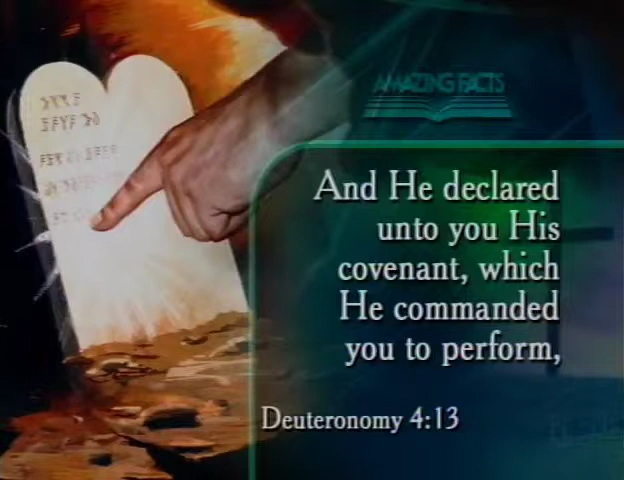 AMAZING FACTS
And He declared
unto you His
covenant, which
He commanded
you to perform,
Deuteronomy 4:13